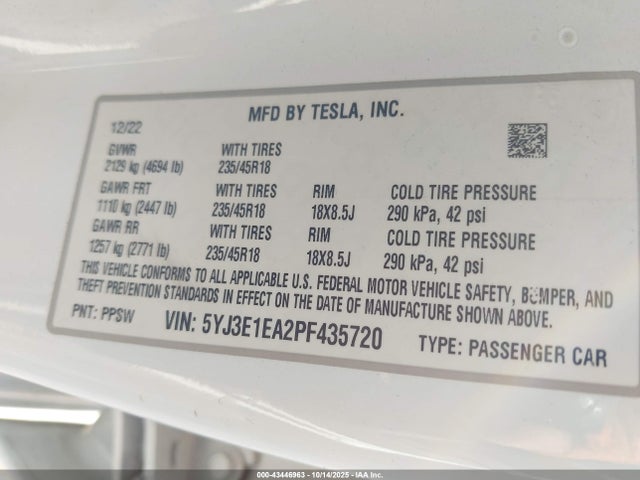 MFD BY TESLA, INC.
12/22
GVWR WITH TIRES
2129 kg (4694 lb) 235/45R18
GAWR FRT WITH TIRES RIM COLD TIRE PRESSURE
1110 kg (2447 lb) 235/45R18 18X8.5J 290 kPa, 42 psi
GAWR RR WITH TIRES RIM COLD TIRE PRESSURE
1257 kg (2771 lb) 235/45R18 18X8.5J 290 kPa, 42 psi
THIS VEHICLE CONFORMS TO ALL APPLICABLE U.S. FEDERAL MOTOR VEHICLE SAFETY, BUMPER, AND
THEFT PREVENTION STANDARDS IN EFFECT ON THE DATE OF MANUFACTURE SHOWN ABOVE.
PNT: PPSW VIN: 5YJ3E1EA2PF435720 TYPE: PASSENGER CAR
000-43446963 | 10/14/2025 | IAA Inc.